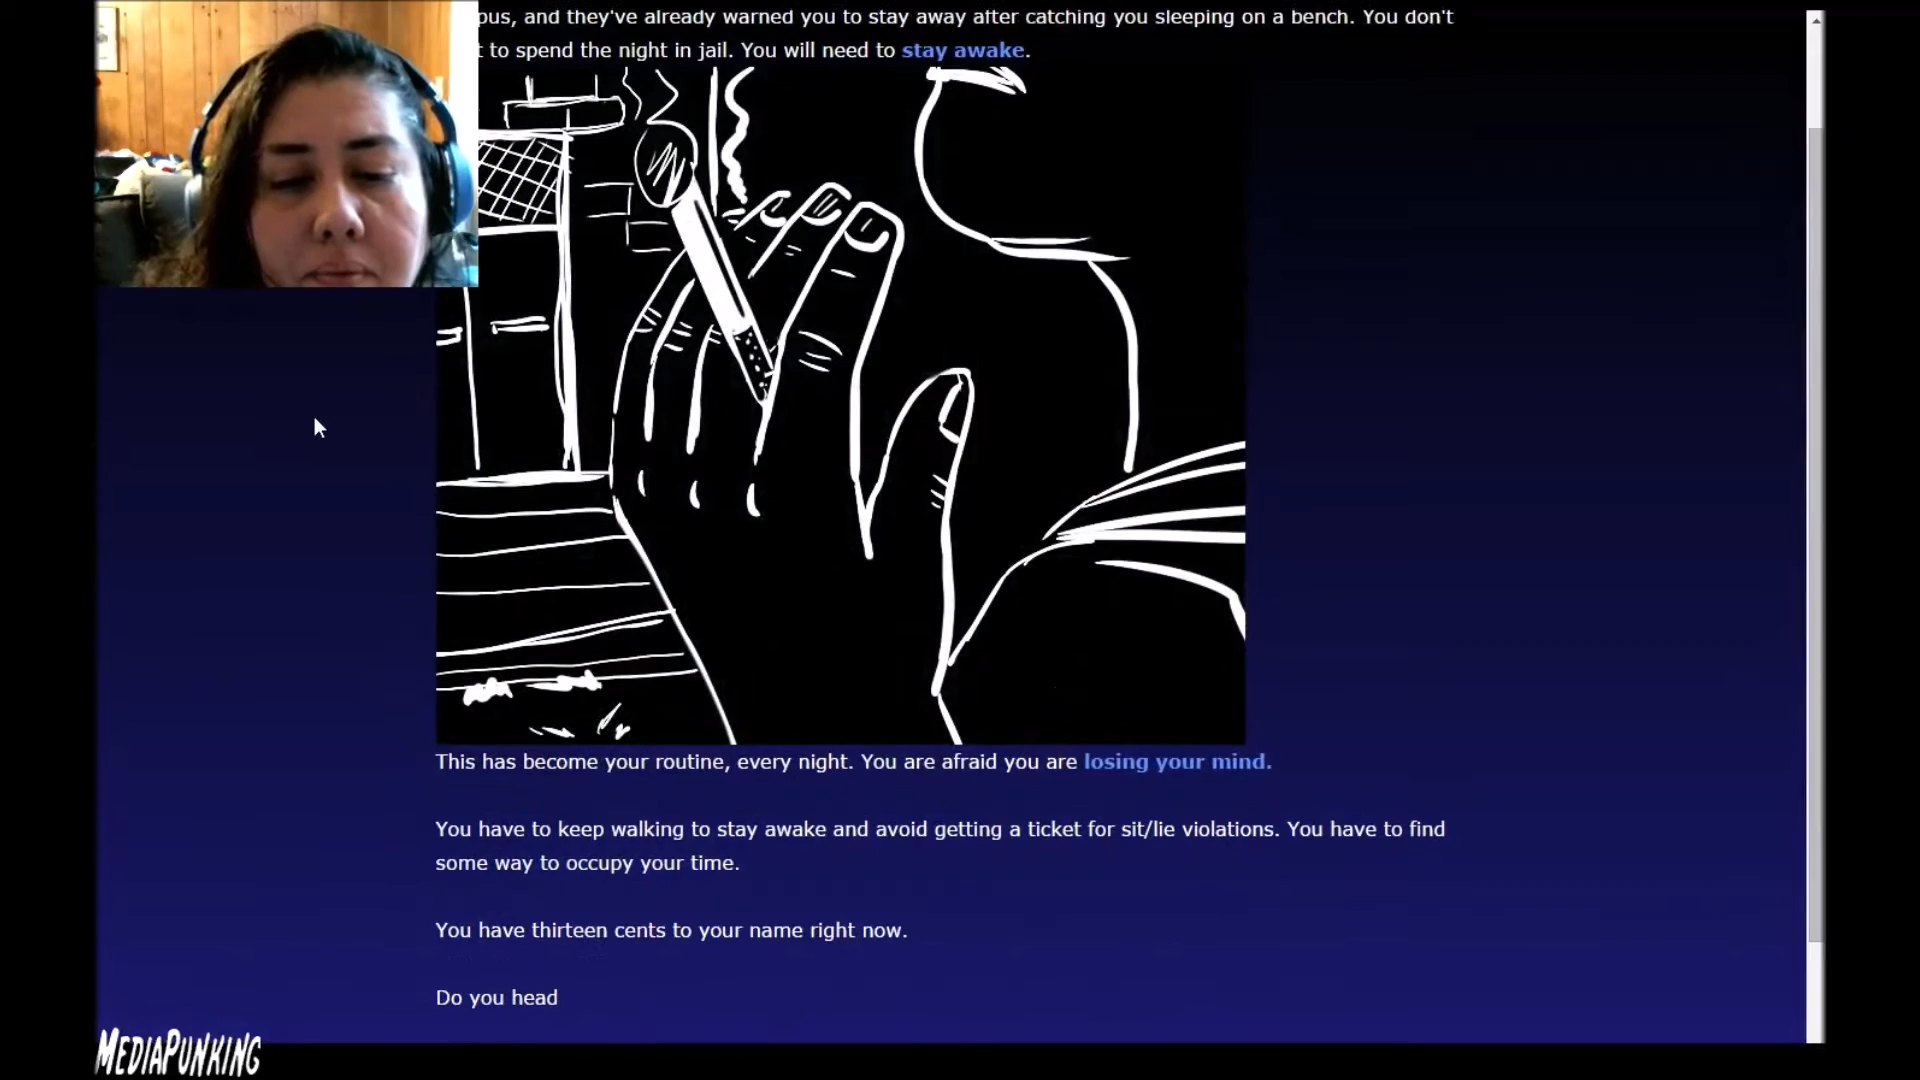 pus, and they've already warned you to stay away after catching you sleeping on a bench. You don't
t to spend the night in jail. You will need to stay awake.
This has become your routine, every night. You are afraid you are losing your mind.
You have to keep walking to stay awake and avoid getting a ticket for sit/lie violations. You have to find
some way to occupy your time.
You have thirteen cents to your name right now.
Do you head
MEDIAPUNKING